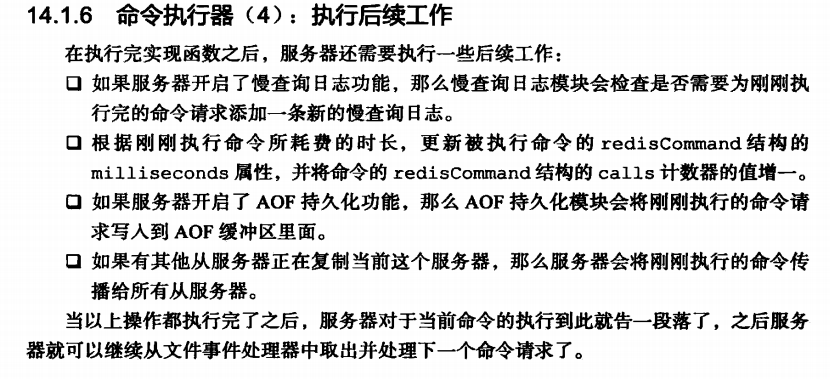 14.1.6 命令执行器（4）：执行后续工作
在执行完实现函数之后，服务器还需要执行一些后续工作：
❑ 如果服务器开启了慢查询日志功能，那么慢查询日志模块会检查是否需要为刚刚执
行完的命令请求添加一条新的慢查询日志。
❑ 根据刚刚执行命令所耗费的时长，更新被执行命令的 redisCommand 结构的
milliseconds 属性，并将命令的 redisCommand 结构的 calls 计数器的值增一。
❑ 如果服务器开启了 AOF 持久化功能，那么 AOF 持久化模块会将刚刚执行的命令请
求写入到 AOF 缓冲区里面。
❑ 如果有其他从服务器正在复制当前这个服务器，那么服务器会将刚刚执行的命令传
播给所有从服务器。
当以上操作都执行完了之后，服务器对于当前命令的执行到此就告一段落了，之后服务
器就可以继续从文件事件处理器中取出并处理下一个命令请求了。